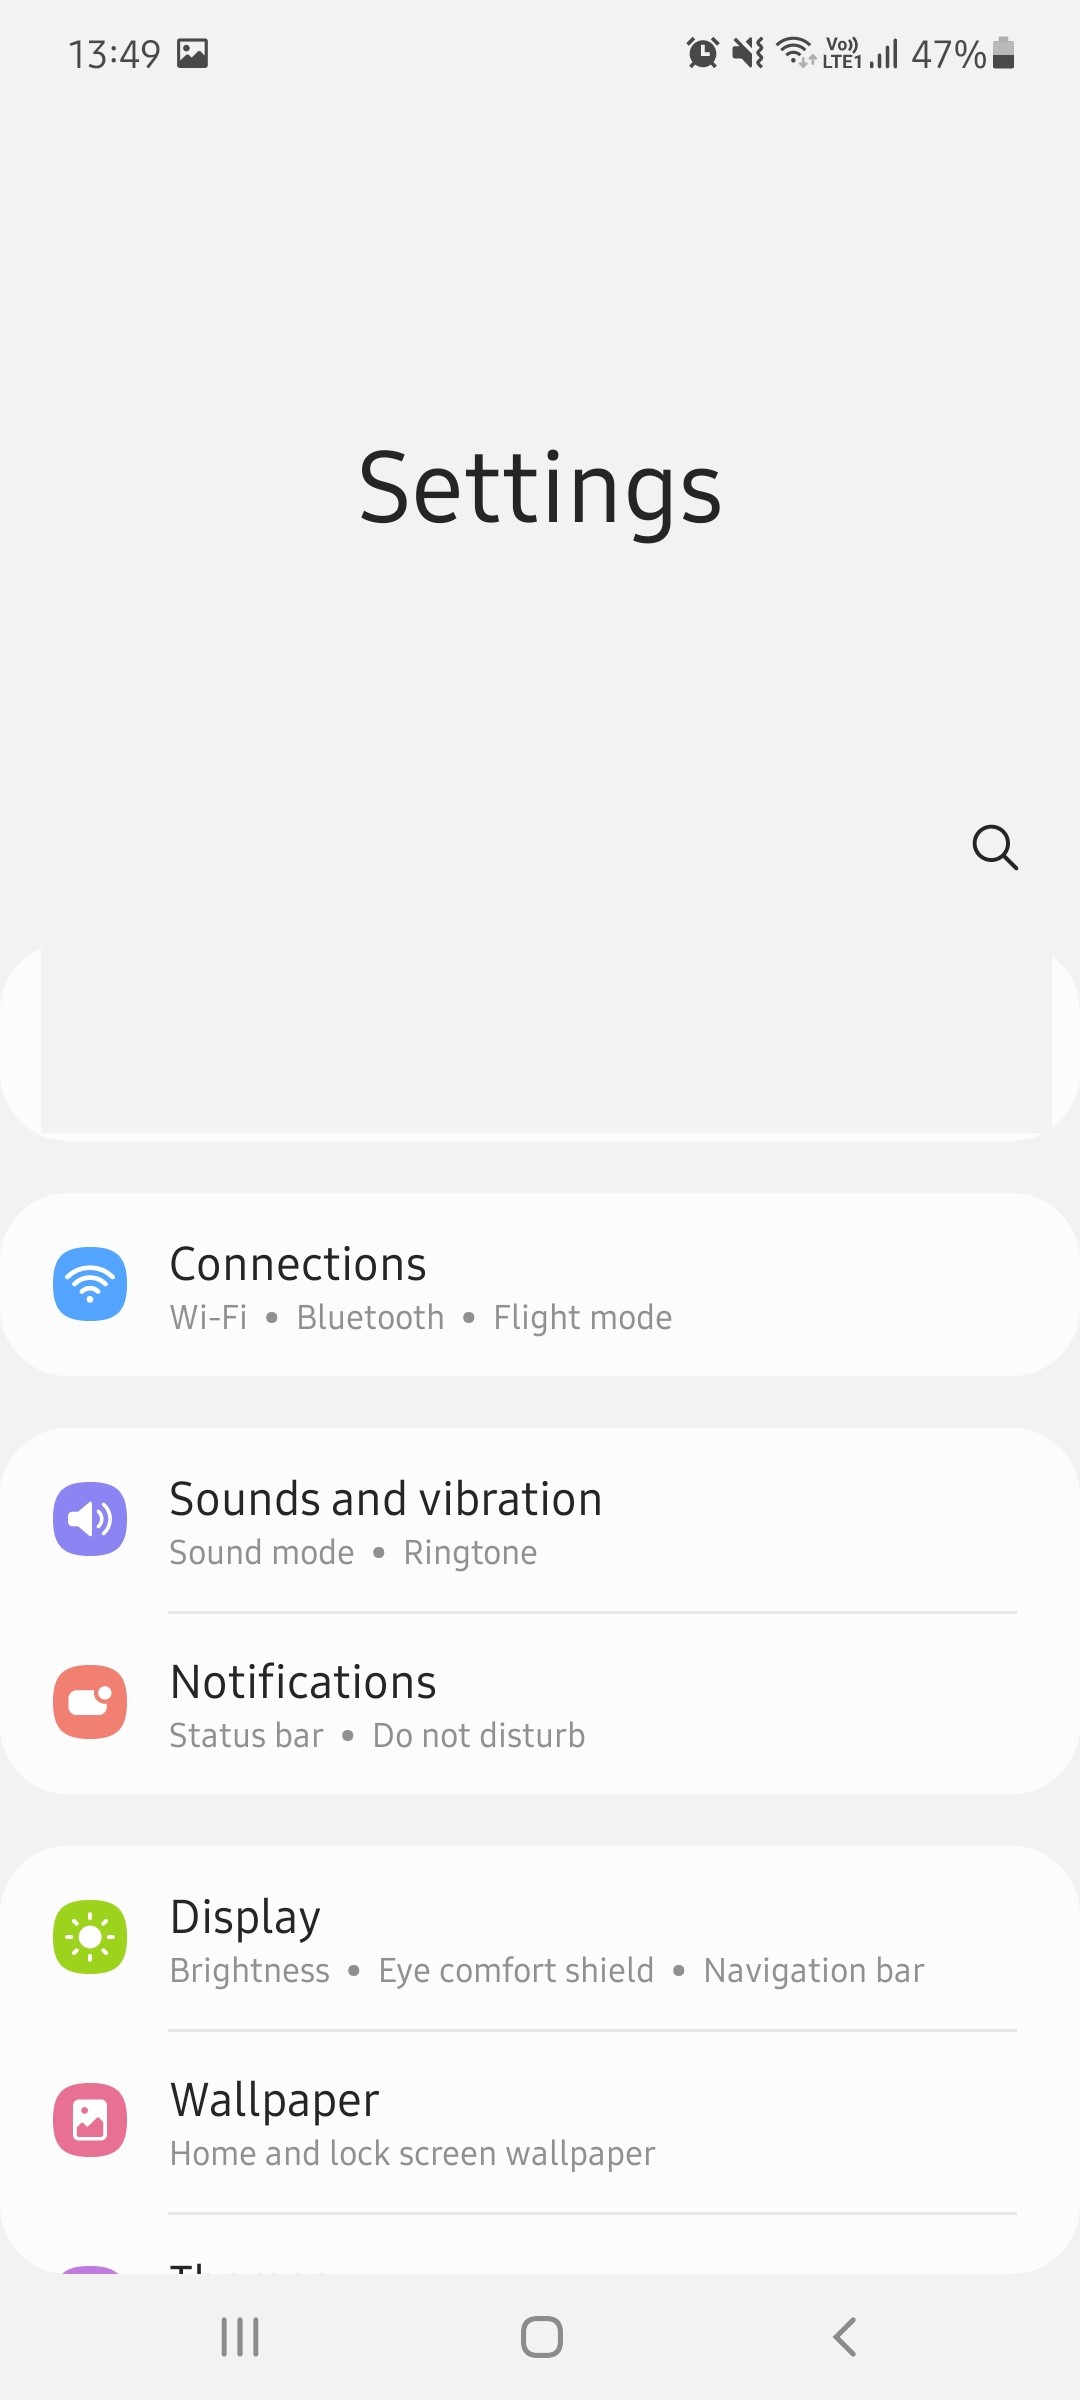 13:49 Vo)) LTE1 47%
Settings
Connections
Wi-Fi • Bluetooth • Flight mode
Sounds and vibration
Sound mode • Ringtone
Notifications
Status bar • Do not disturb
Display
Brightness • Eye comfort shield • Navigation bar
Wallpaper
Home and lock screen wallpaper